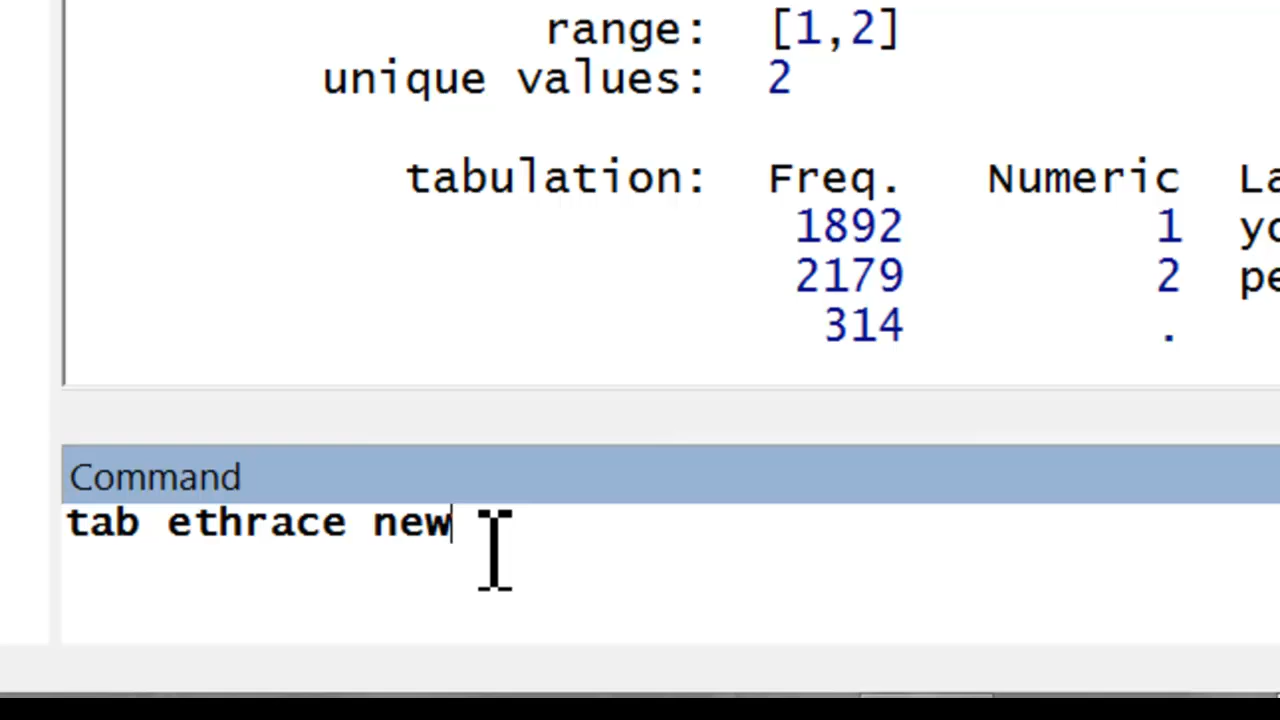 range: [1,2]
unique values: 2
tabulation: Freq. Numeric
1892 1
2179 2
314 .
Command
tab ethrace new